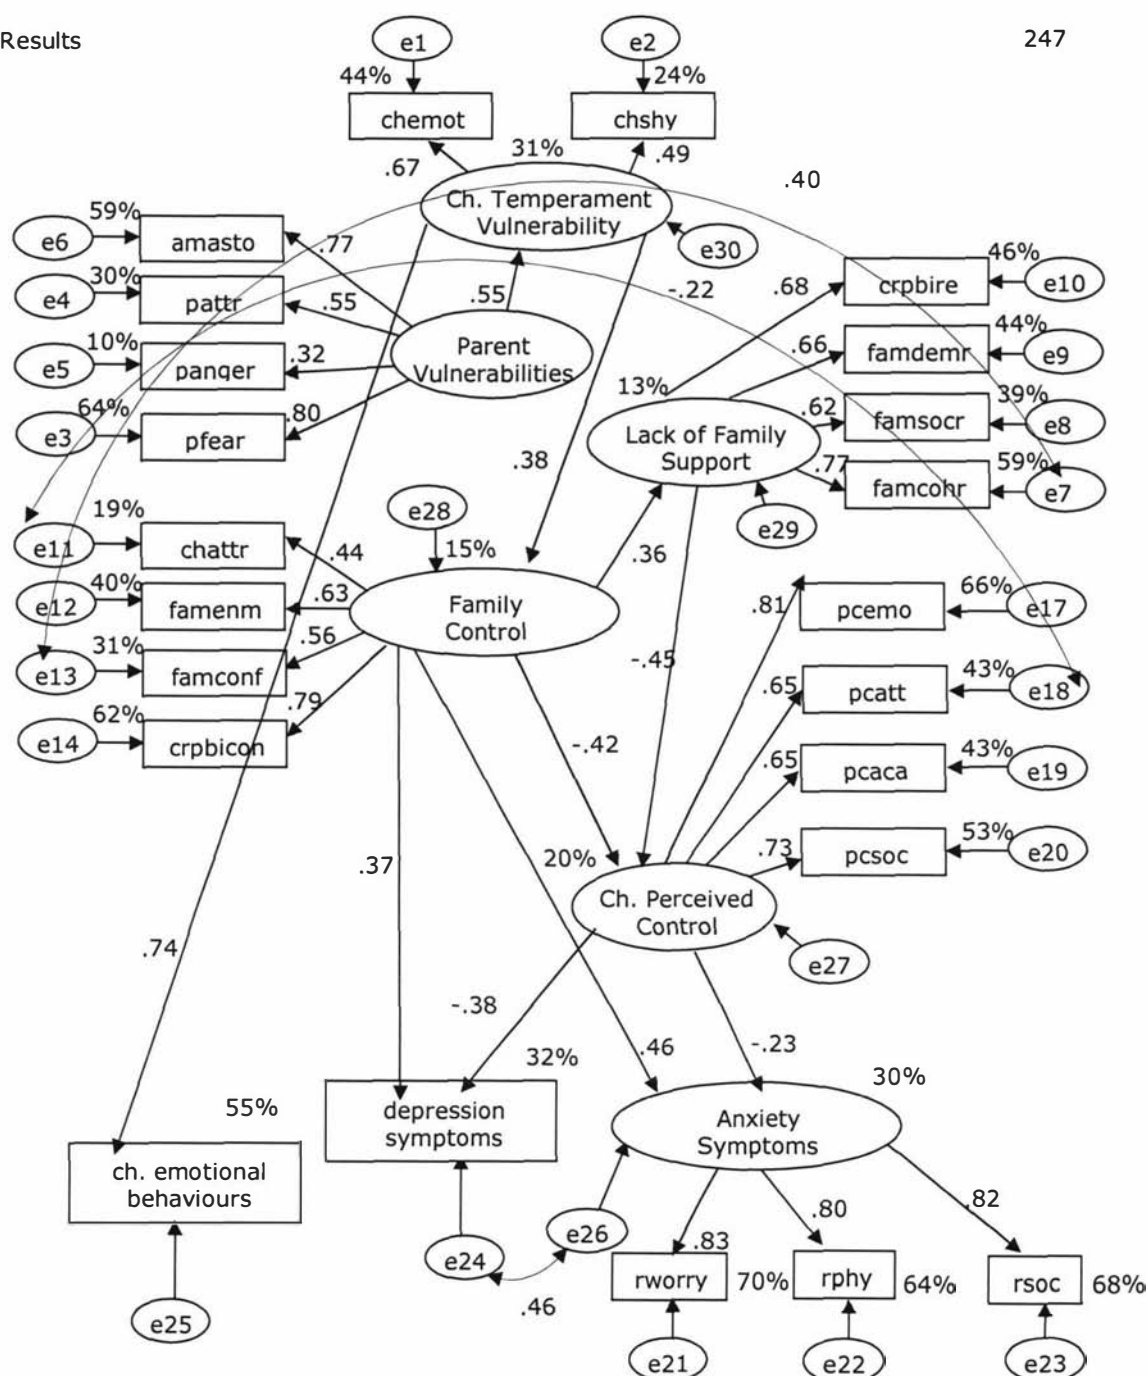 Results
247
e1
e2
44%
24%
chemot
chshy
31%
.67
.49
.40
Ch. Temperament
Vulnerability
59%
e6
amasto
.77
e30
46%
e4
30%
pattr
.55
.55
-.22
.68
crpbire
e10
10%
e5
panger
.32
Parent
Vulnerabilities
.66
famdemr
44%
e9
13%
64%
e3
pfear
.80
Lack of Family
Support
.62
famsocr
39%
e8
.38
.77
famcohr
59%
e7
e28
e29
19%
e11
chattr
.44
15%
.36
40%
e12
famenm
.63
Family
Control
.81
pcemo
66%
e17
31%
e13
famconf
.56
-.45
.65
pcatt
43%
e18
62%
e14
crpbicon
.79
-.42
.65
pcaca
43%
e19
.37
20%
.73
pcsoc
53%
e20
Ch. Perceived
Control
.74
e27
-.38
.46
-.23
32%
30%
55%
depression
symptoms
Anxiety
Symptoms
ch. emotional
behaviours
e24
e26
.46
.83
.80
.82
rworry
70%
rphy
64%
rsoc
68%
e25
e21
e22
e23